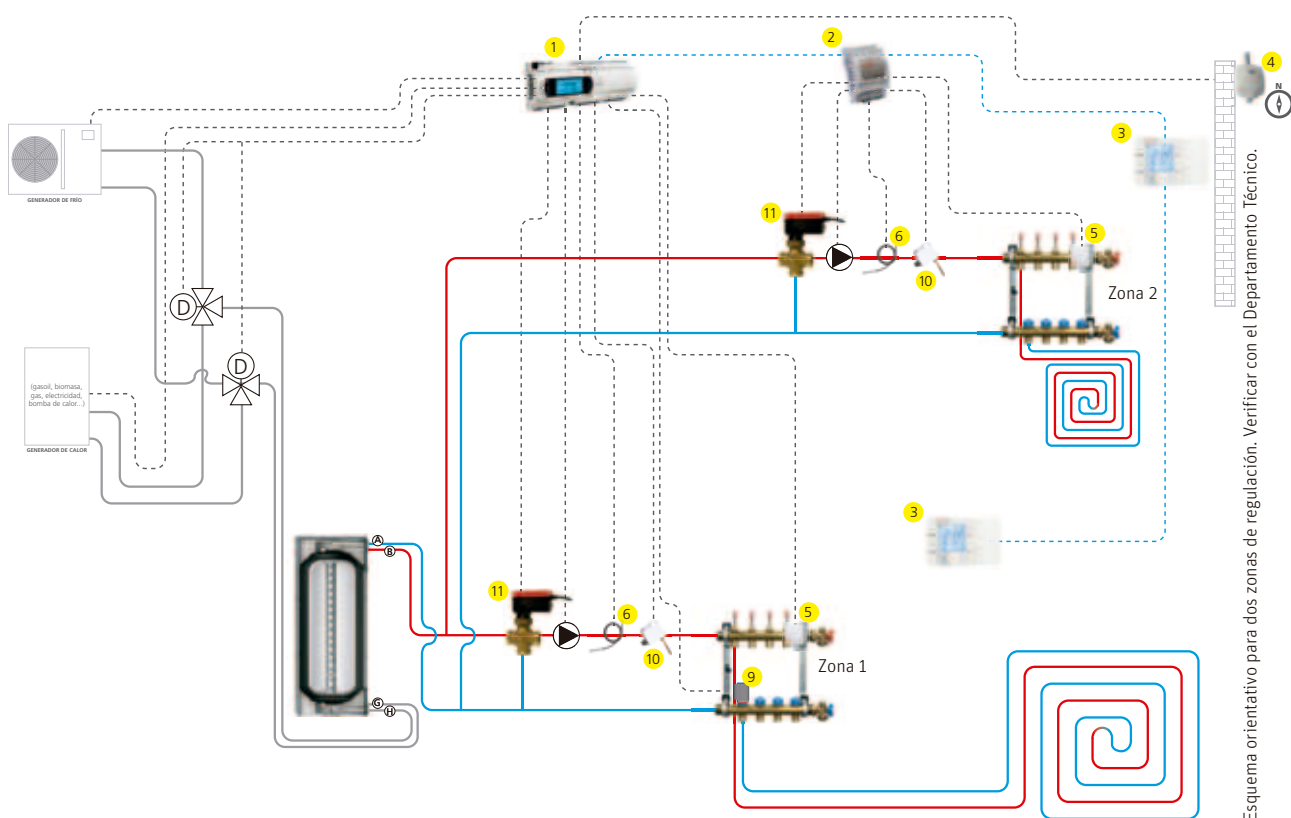 1
2
4
N
3
GENERADOR DE FRÍO
11
6
5
10
Zona 2
D
D
(gasoil, biomasa,
gas, electricidad,
bomba de calor...)
GENERADOR DE CALOR
3
A
B
11
6
5
10
Zona 1
9
G
H
Esquema orientativo para dos zonas de regulación. Verificar con el Departamento Técnico.